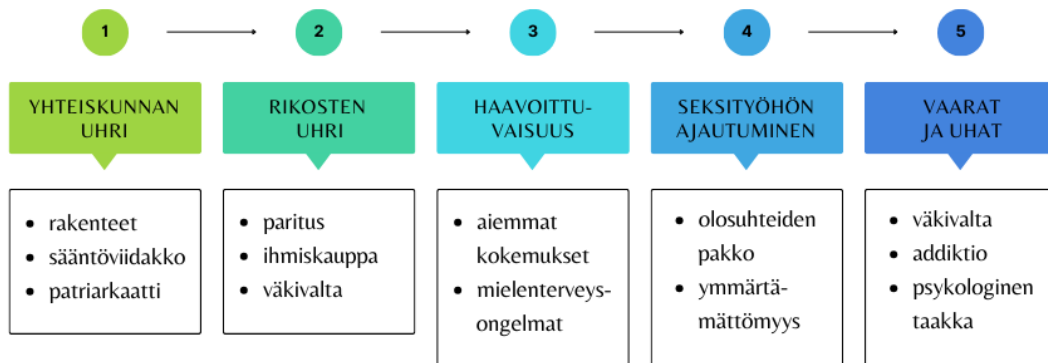 1
2
3
4
5
YHTEISKUNNAN
UHRI
RIKOSTEN
UHRI
HAAVOITTU-
VAISUUS
SEKSITYÖHÖN
AJAUTUMINEN
VAARAT
JA UHAT
• rakenteet
• sääntöviidakko
• patriarkaatti
• paritus
• ihmiskauppa
• väkivalta
• aiemmat
kokemukset
• mielenterveys-
ongelmat
• olosuhteiden
pakko
• ymmärtä-
mättömyys
• väkivalta
• addiktio
• psykologinen
taakka